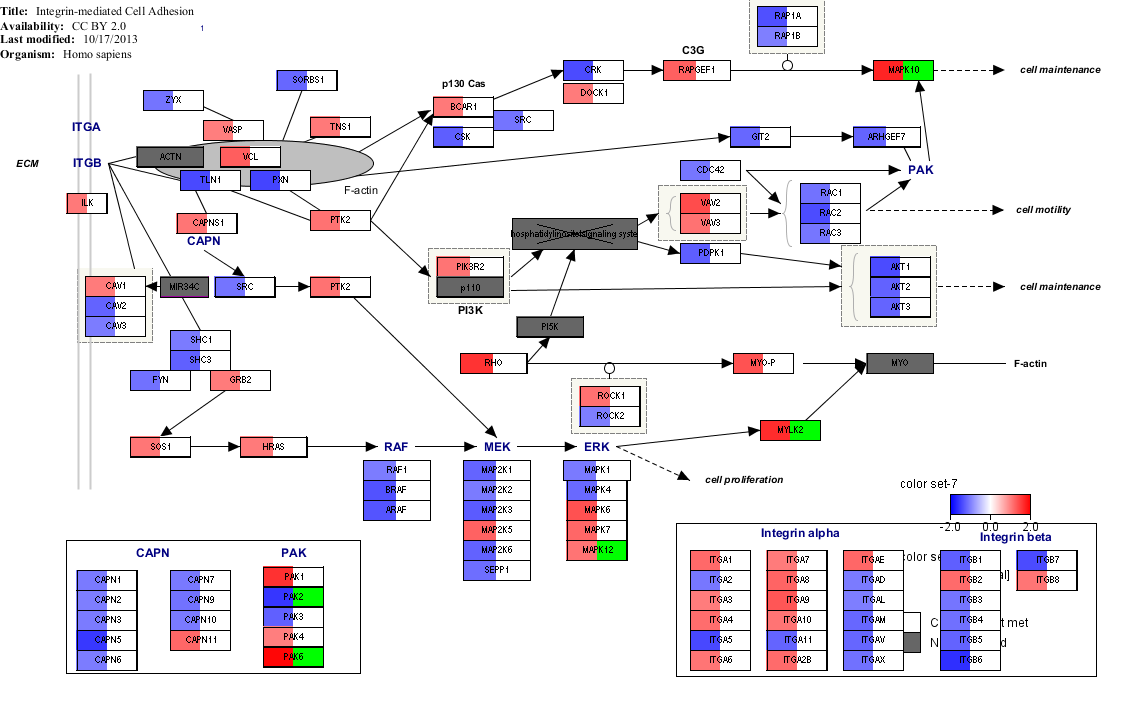 Title: Integrin-mediated Cell Adhesion
Availability: CC BY 2.0
1
Last modified: 10/17/2013
Organism: Homo sapiens
RAP1A
RAP1B
C3G
SORBS1
CRK
RAPGEF1
MAPK10
cell maintenance
p130 Cas
DOCK1
ZYX
BCAR1
SRC
ITGA
VASP
TNS1
CSK
GIT2
ARHGEF7
ECM
ITGB
ACTN
VCL
CDC42
PAK
TLN1
PXN
F-actin
ILK
VAV2
VAV3
RAC1
RAC2
RAC3
cell motility
CAPNS1
PTK2
CAPN
hosphatidylinositolsignaling syste
PDPK1
PIK3R2
p110
PI3K
AKT1
AKT2
AKT3
cell maintenance
CAV1
CAV2
CAV3
MIR34C
SRC
PTK2
PI5K
SHC1
SHC3
FYN
GRB2
RHO
MYO-P
MYO
F-actin
ROCK1
ROCK2
MYLK2
SOS1
HRAS
RAF
MEK
ERK
RAF1
BRAF
ARAF
MAP2K1
MAP2K2
MAP2K3
MAP2K5
MAP2K6
SEPP1
MAPK1
MAPK4
MAPK6
MAPK7
MAPK12
cell proliferation
color set-7
-2.0 0.0 2.0
CAPN
CAPN1
CAPN2
CAPN3
CAPN5
CAPN6
CAPN7
CAPN9
CAPN10
CAPN11
PAK
PAK1
PAK2
PAK3
PAK4
PAK6
Integrin alpha
ITGA1
ITGA2
ITGA3
ITGA4
ITGA5
ITGA6
ITGA7
ITGA8
ITGA9
ITGA10
ITGA11
ITGA2B
ITGAE
ITGAD
ITGAL
ITGAM
ITGAV
ITGAX
Integrin beta
ITGB1
ITGB2
ITGB3
ITGB4
ITGB5
ITGB6
ITGB7
ITGB8